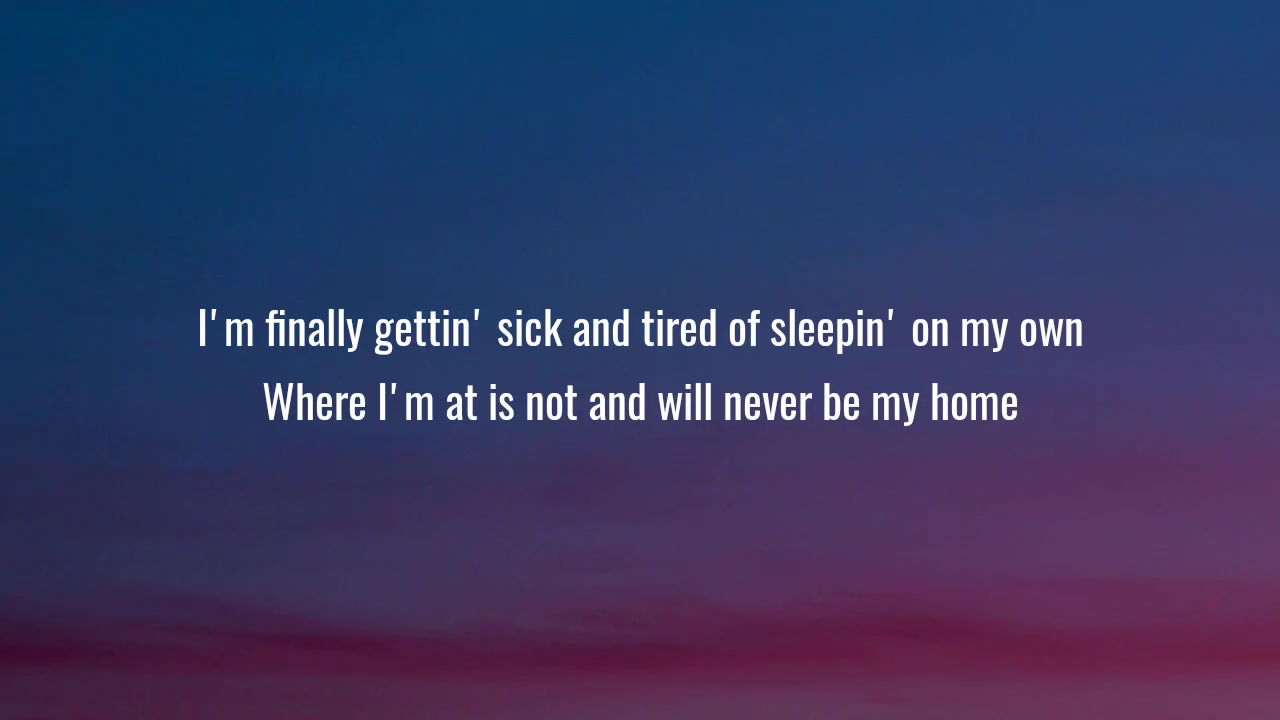 I'm finally gettin' sick and tired of sleepin' on my own
Where I'm at is not and will never be my home